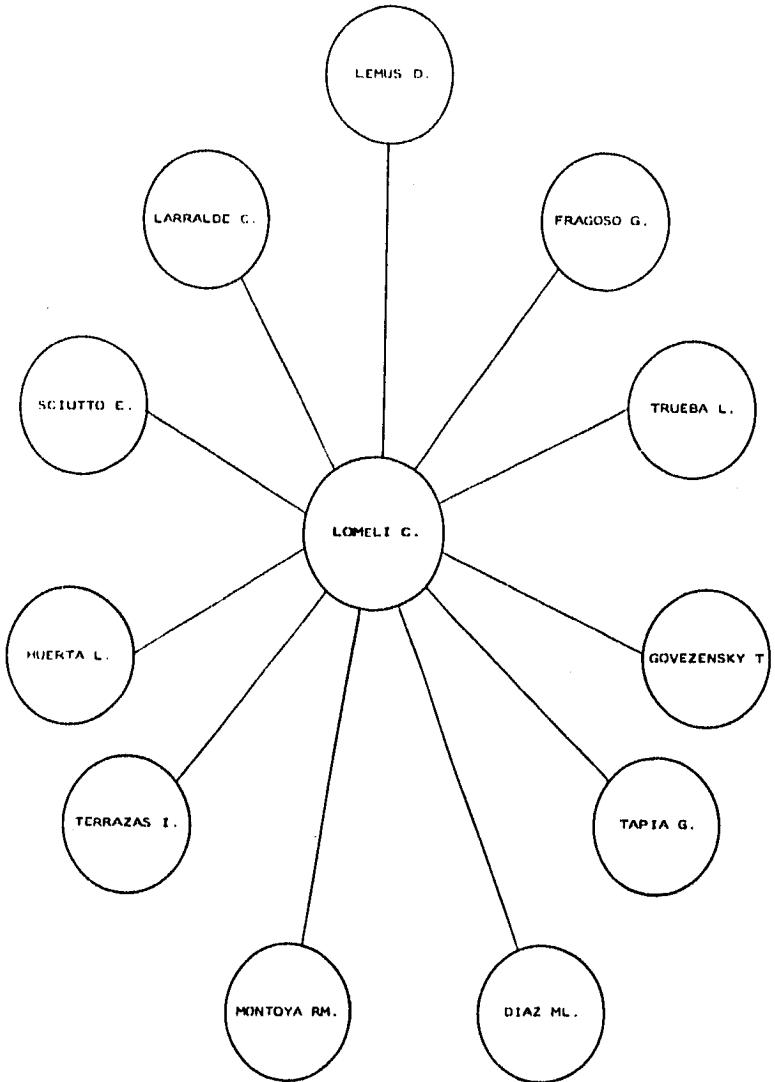 LEMUS D.
LARRALDE C.
FRAGOSO G.
SCIUTTO E.
TRUEBA L.
LOMELI C.
HUERTA L.
GOVEZENSKY T
TERRAZAS I.
TAPIA G.
MONTOYA RM.
DIAZ ML.